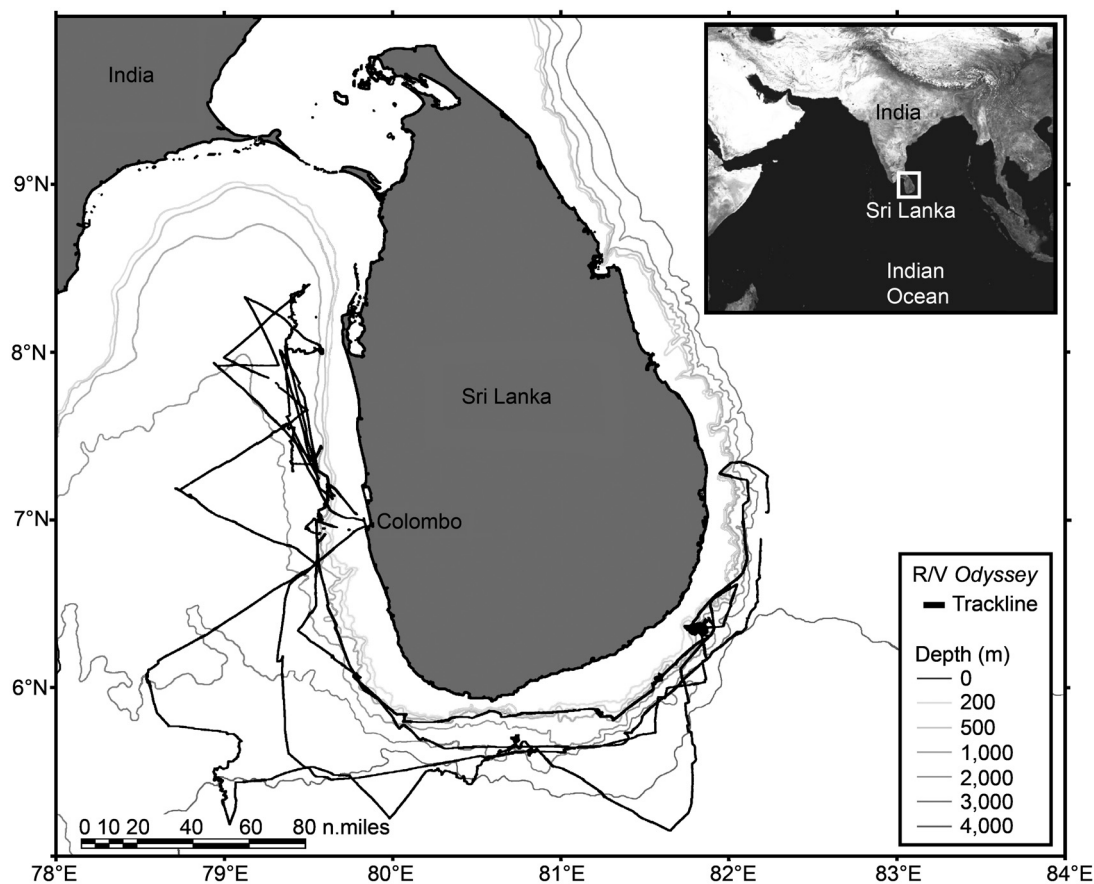 India
India
Sri Lanka
Indian
Ocean
9°N
8°N
Sri Lanka
7°N
Colombo
6°N
R/V Odyssey
Trackline
Depth (m)
0
200
500
1,000
2,000
3,000
4,000
0 10 20 40 60 80 n.miles
78°E 79°E 80°E 81°E 82°E 83°E 84°E